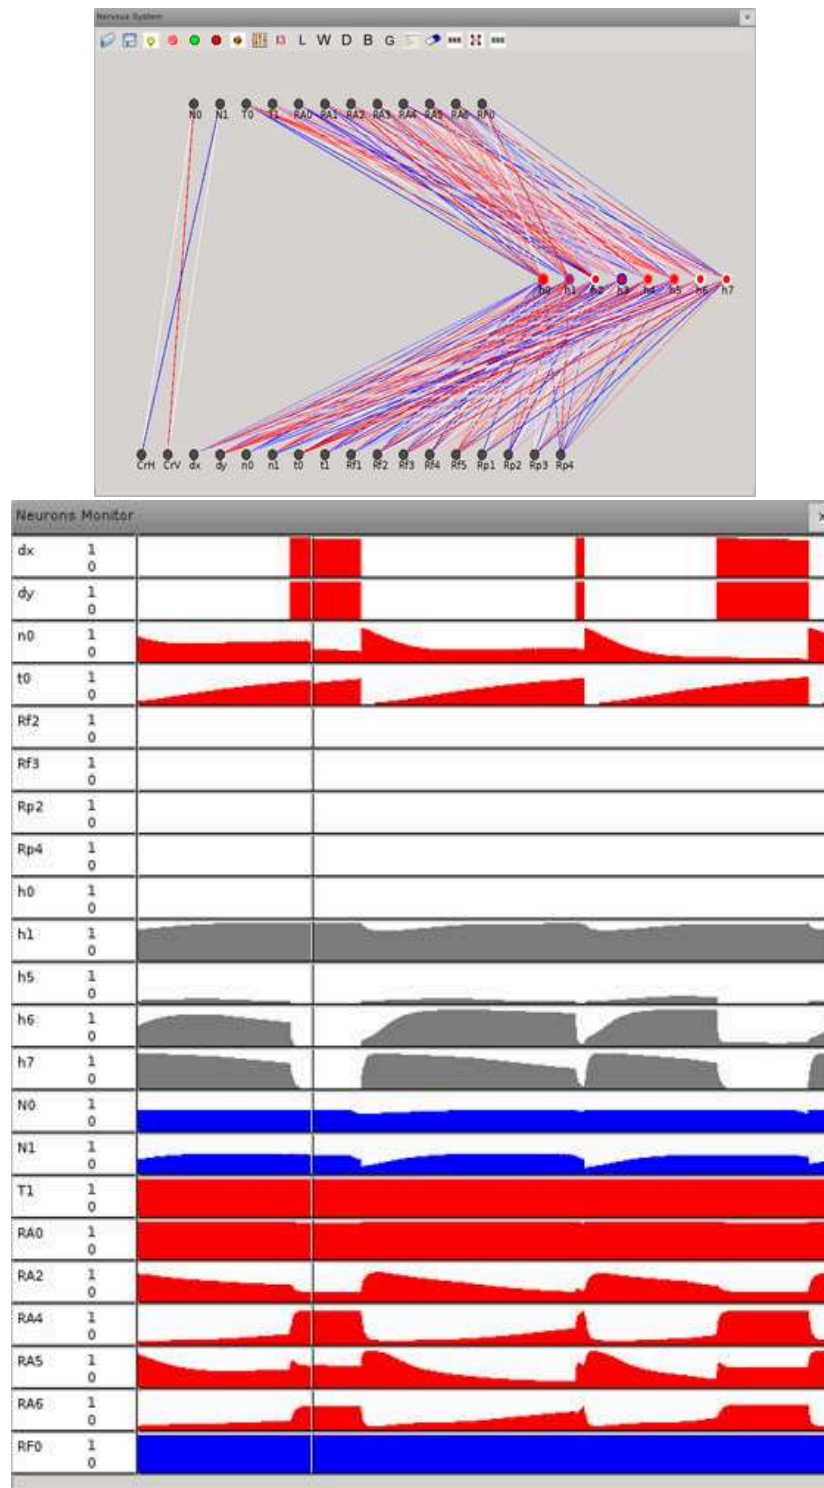 Nervous System x
I3 L W D B G
N0 N1 T0 T1 RA0 RA1 RA2 RA3 RA4 RA5 RA6 RF0
h0 h1 h2 h3 h4 h5 h6 h7
CrH CrV dx dy n0 n1 t0 t1 Rf1 Rf2 Rf3 Rf4 Rf5 Rp1 Rp2 Rp3 Rp4
Neurons Monitor x
dx 1
0
dy 1
0
n0 1
0
t0 1
0
Rf2 1
0
Rf3 1
0
Rp2 1
0
Rp4 1
0
h0 1
0
h1 1
0
h5 1
0
h6 1
0
h7 1
0
N0 1
0
N1 1
0
T1 1
0
RA0 1
0
RA2 1
0
RA4 1
0
RA5 1
0
RA6 1
0
RF0 1
0